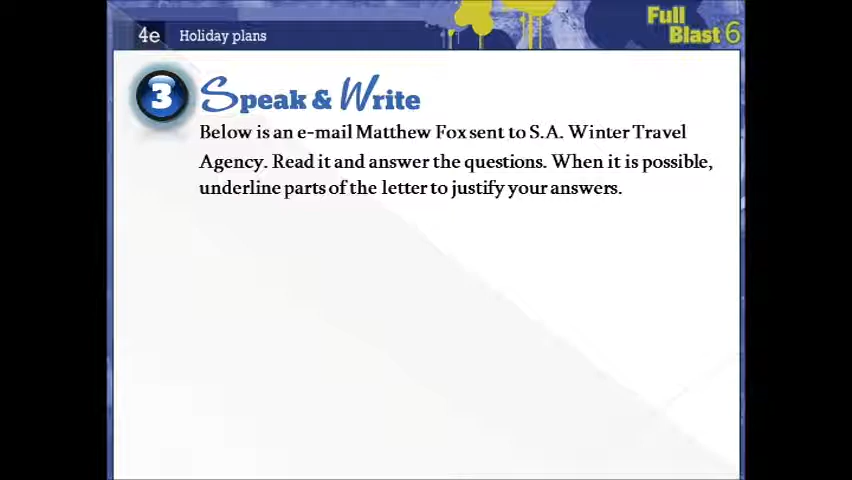 4e Holiday plans
Full
Blast 6
3 Speak & Write
Below is an e-mail Matthew Fox sent to S.A. Winter Travel
Agency. Read it and answer the questions. When it is possible,
underline parts of the letter to justify your answers.